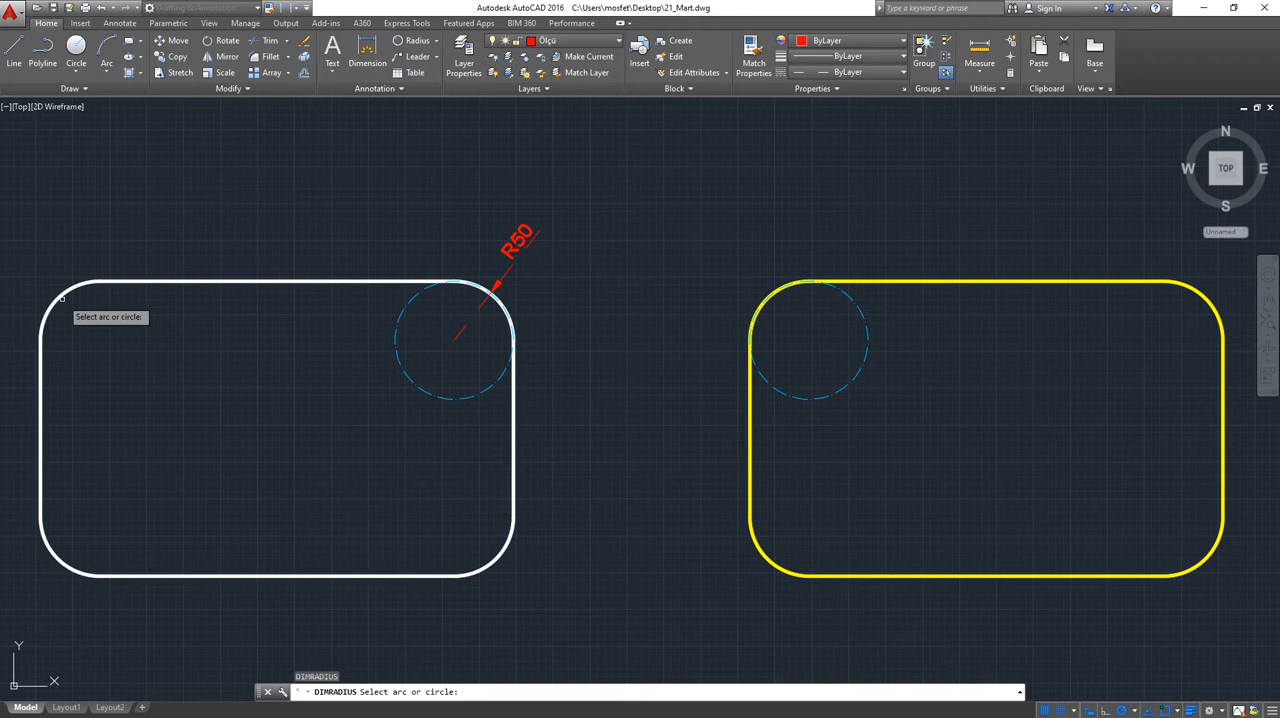 Autodesk AutoCAD 2016 C:\Users\mosfet\Desktop\21_Mart.dwg
Drafting & Annotation
Type a keyword or phrase
Sign In
Home Insert Annotate Parametric View Manage Output Add-ins A360 Express Tools Featured Apps BIM 360 Performance
Line Polyline Circle Arc
Move Rotate Trim
Copy Mirror Fillet
Stretch Scale Array
Text Dimension
Radius
Leader
Table
Layer Properties
Ölçü
Make Current
Match Layer
Insert
Create
Edit
Edit Attributes
Match Properties
ByLayer
ByLayer
ByLayer
Group
Measure
Paste
Base
Draw Modify Annotation Layers Block Properties Groups Utilities Clipboard View
[−][Top][2D Wireframe]
N
W TOP E
S
Unnamed
R50
Select arc or circle:
Y
X
DIMRADIUS
DIMRADIUS Select arc or circle:
Model Layout1 Layout2 +